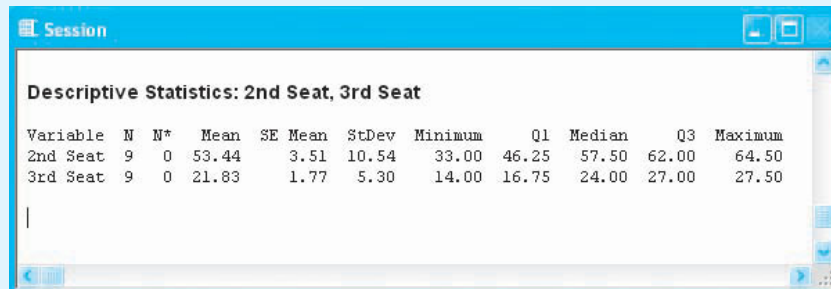 Session
Descriptive Statistics: 2nd Seat, 3rd Seat
Variable N N* Mean SE Mean StDev Minimum Q1 Median Q3 Maximum
2nd Seat 9 0 53.44 3.51 10.54 33.00 46.25 57.50 62.00 64.50
3rd Seat 9 0 21.83 1.77 5.30 14.00 16.75 24.00 27.00 27.50